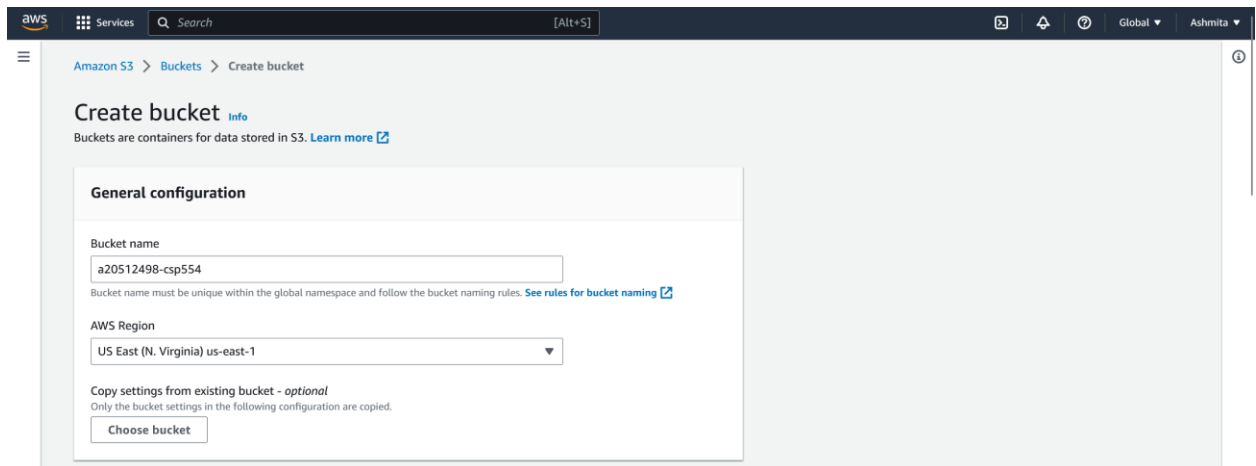 aws Services Search [Alt+S] Global Ashmita
Amazon S3 > Buckets > Create bucket
Create bucket Info
Buckets are containers for data stored in S3. Learn more
General configuration
Bucket name
a20512498-csp554
Bucket name must be unique within the global namespace and follow the bucket naming rules. See rules for bucket naming
AWS Region
US East (N. Virginia) us-east-1
Copy settings from existing bucket - optional
Only the bucket settings in the following configuration are copied.
Choose bucket